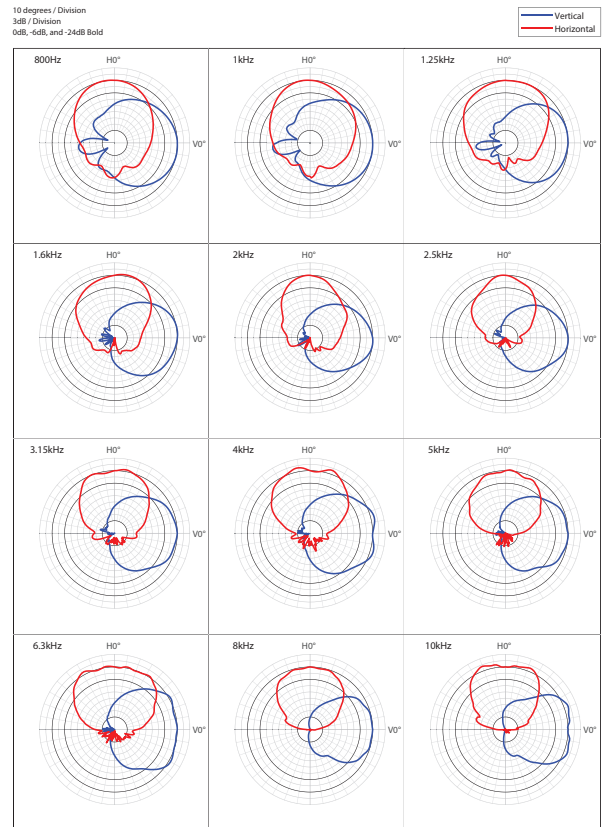 10 degrees / Division
3dB / Division
0dB, -6dB, and -24dB Bold
Vertical
Horizontal
800Hz H0°
V0°
1kHz H0°
V0°
1.25kHz H0°
V0°
1.6kHz H0°
V0°
2kHz H0°
V0°
2.5kHz H0°
V0°
3.15kHz H0°
V0°
4kHz H0°
V0°
5kHz H0°
V0°
6.3kHz H0°
V0°
8kHz H0°
V0°
10kHz H0°
V0°